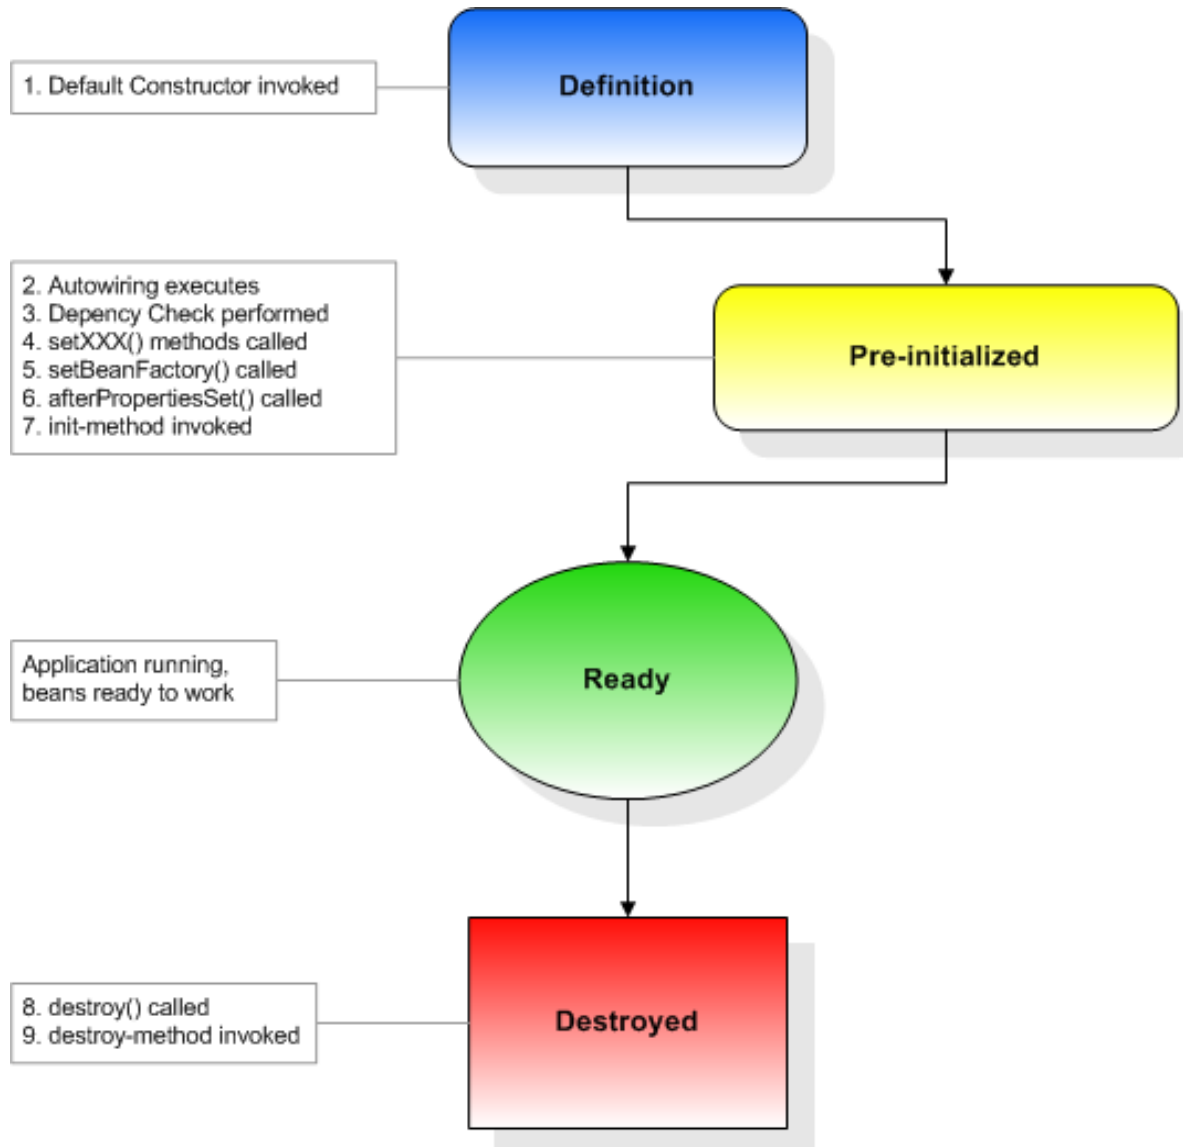 1. Default Constructor invoked
Definition
2. Autowiring executes
3. Depency Check performed
4. setXXX() methods called
5. setBeanFactory() called
6. afterPropertiesSet() called
7. init-method invoked
Pre-initialized
Application running,
beans ready to work
Ready
8. destroy() called
9. destroy-method invoked
Destroyed